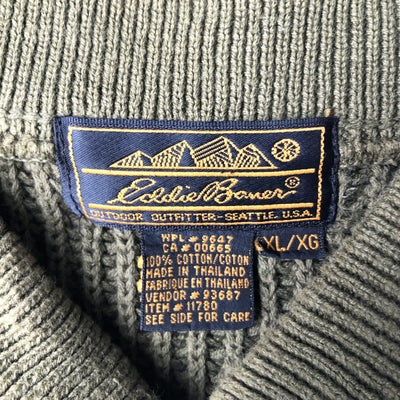 Eddie Bauer®
OUTDOOR OUTFITTER-SEATTLE, U.S.A.
WPL # 9647
CA # 00665
100% COTTON/COTON
MADE IN THAILAND
FABRIQUE EN THAILAND
VENDOR # 93687
ITEM # 11780
SEE SIDE FOR CARE
XL/XG